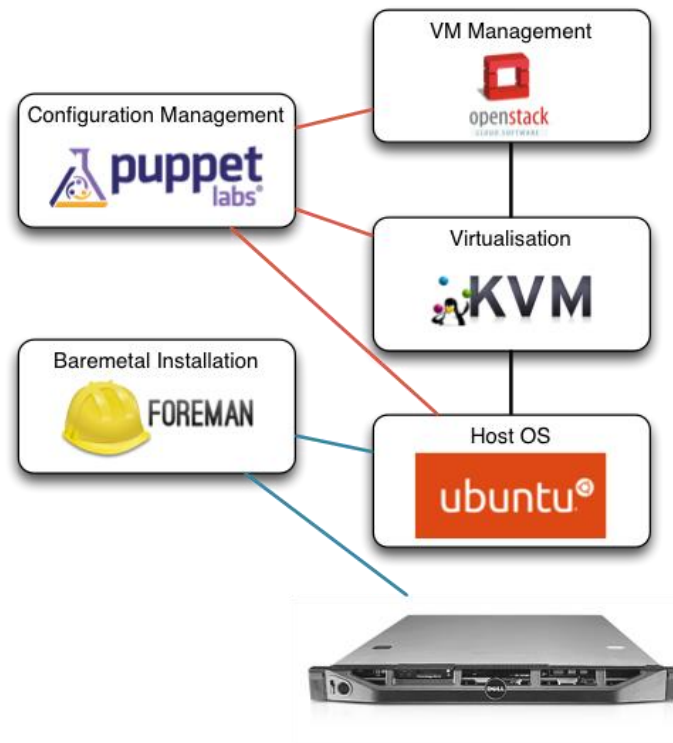 VM Management
openstack
CLOUD SOFTWARE
Configuration Management
puppet
labs®
Virtualisation
KVM
Baremetal Installation
FOREMAN
Host OS
ubuntu®
DELL